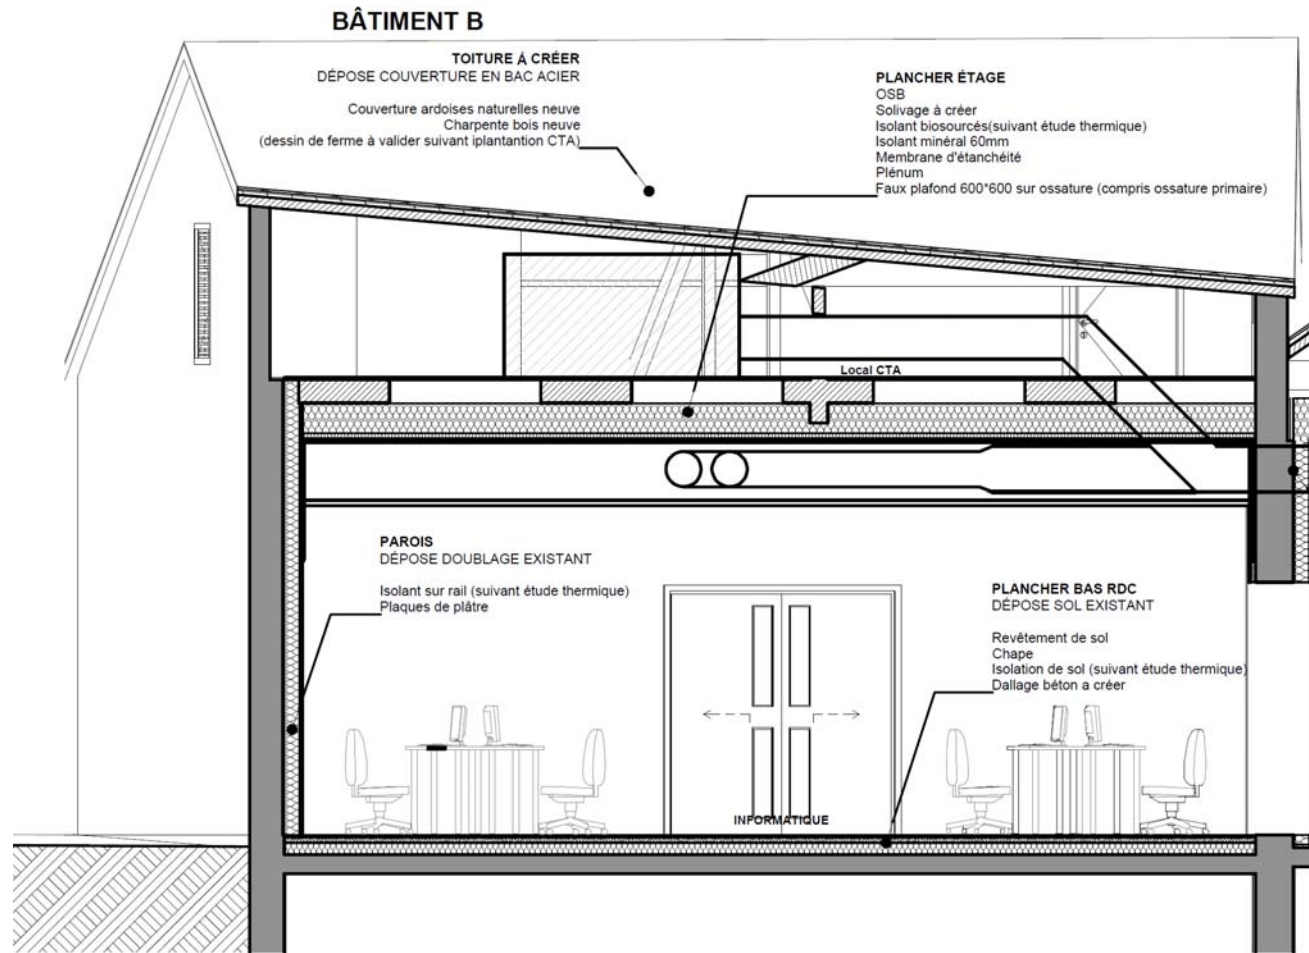 BÂTIMENT B
TOITURE À CRÉER
DÉPOSE COUVERTURE EN BAC ACIER
Couverture ardoises naturelles neuve
Charpente bois neuve
(dessin de ferme à valider suivant iplantantion CTA)
PLANCHER ÉTAGE
OSB
Solivage à créer
Isolant biosourcés(suivant étude thermique)
Isolant minéral 60mm
Membrane d'étanchéité
Plénum
Faux plafond 600*600 sur ossature (compris ossature primaire)
Local CTA
PAROIS
DÉPOSE DOUBLAGE EXISTANT
Isolant sur rail (suivant étude thermique)
Plaques de plâtre
PLANCHER BAS RDC
DÉPOSE SOL EXISTANT
Revêtement de sol
Chape
Isolation de sol (suivant étude thermique)
Dallage béton a créer
INFORMATIQUE